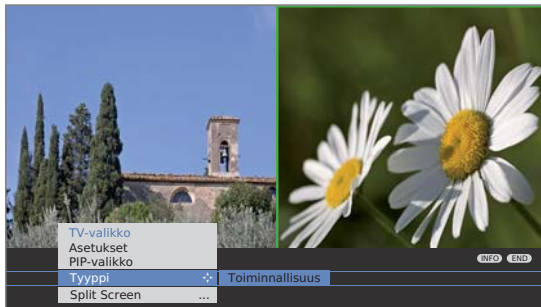 TV-valikko
Asetukset
PIP-valikko
Tyyppi Toiminnallisuus
Split Screen ...
INFO END